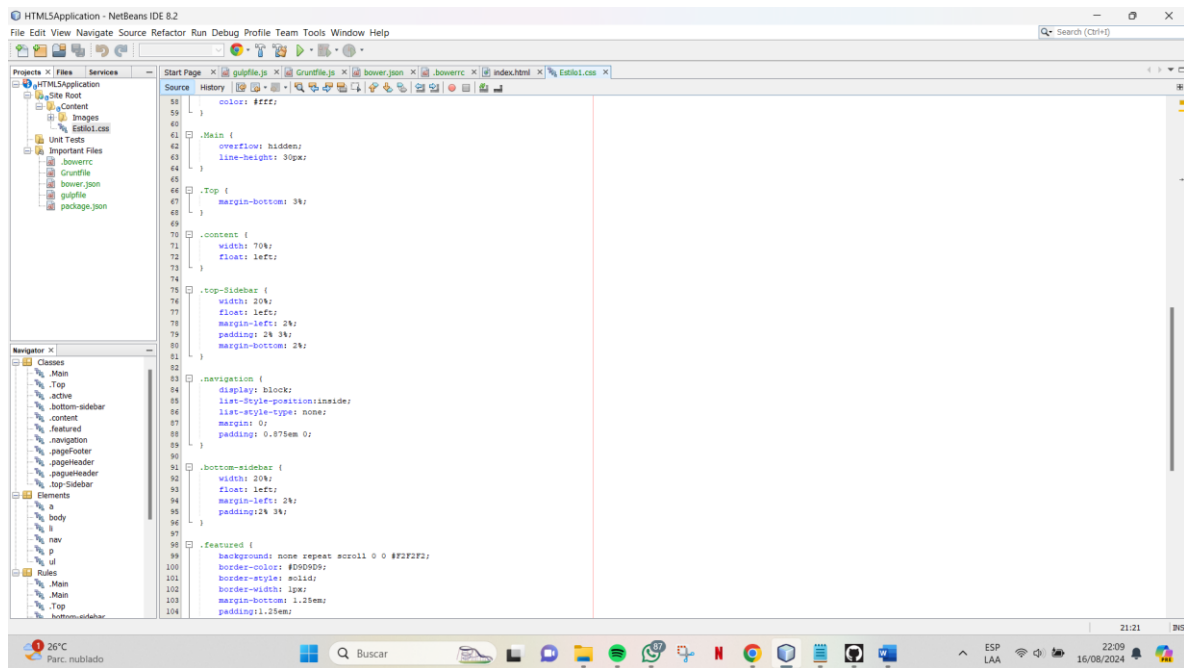 HTML5Application - NetBeans IDE 8.2
File Edit View Navigate Source Refactor Run Debug Profile Team Tools Window Help
Search (Ctrl+I)
Projects Files Services
HTML5Application
Site Root
Content
Images
Estilo1.css
Unit Tests
Important Files
.bowerrc
Gruntfile
bower.json
gulpfile
package.json
Navigator
Classes
.Main
.Top
.active
.bottom-sidebar
.content
.featured
.navigation
.pageFooter
.pageHeader
.pagueHeader
.top-Sidebar
Elements
a
body
li
nav
p
ul
Rules
.Main
.Main
.Top
.bottom-sidebar
Start Page gulpfile.js Gruntfile.js bower.json .bowerrc index.html Estilo1.css
Source History
58 color: #fff;
59 }
60
61 .Main {
62 overflow: hidden;
63 line-height: 30px;
64 }
65
66 .Top {
67 margin-bottom: 3%;
68 }
69
70 .content {
71 width: 70%;
72 float: left;
73 }
74
75 .top-Sidebar {
76 width: 20%;
77 float: left;
78 margin-left: 2%;
79 padding: 2% 3%;
80 margin-bottom: 2%;
81 }
82
83 .navigation {
84 display: block;
85 list-Style-position:inside;
86 list-style-type: none;
87 margin: 0;
88 padding: 0.875em 0;
89 }
90
91 .bottom-sidebar {
92 width: 20%;
93 float: left;
94 margin-left: 2%;
95 padding:2% 3%;
96 }
97
98 .featured {
99 background: none repeat scroll 0 0 #F2F2F2;
100 border-color: #D9D9D9;
101 border-style: solid;
102 border-width: 1px;
103 margin-bottom: 1.25em;
104 padding:1.25em;
21:21 INS
1
26°C
Parc. nublado
Buscar
87
N
ESP
LAA
22:09
16/08/2024